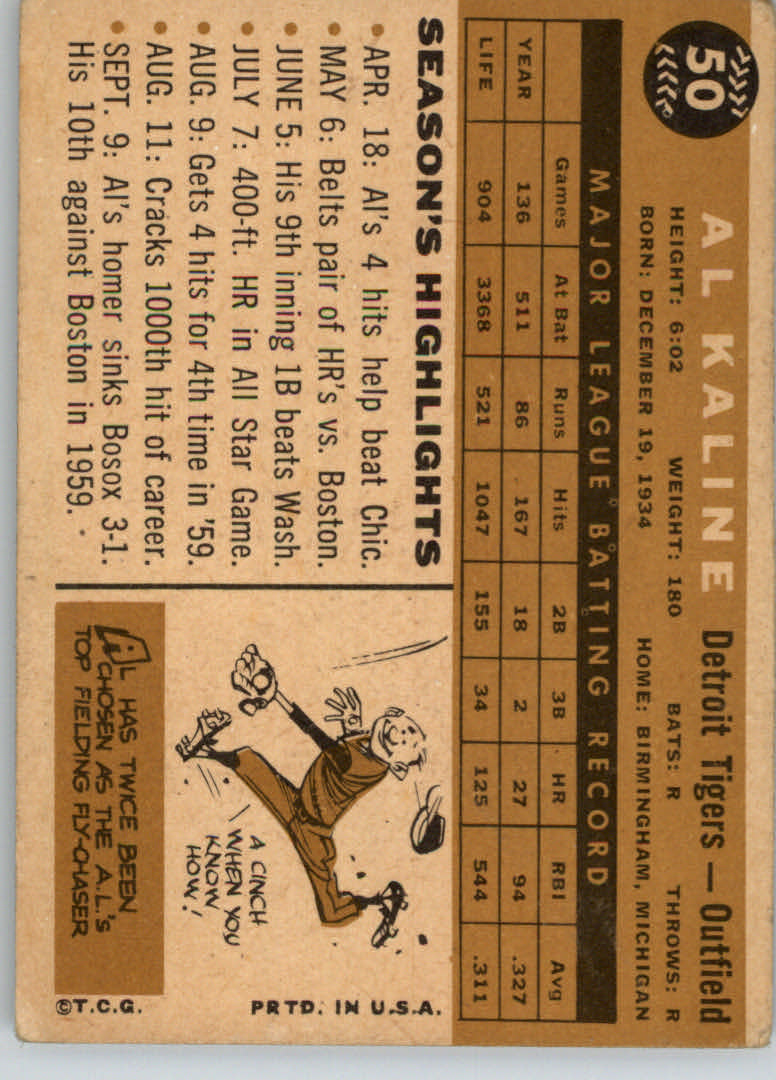 50
AL KALINE Detroit Tigers — Outfield
HEIGHT: 6:02 WEIGHT: 180 BATS: R THROWS: R
BORN: DECEMBER 19, 1934 HOME: BIRMINGHAM, MICHIGAN
MAJOR LEAGUE BATTING RECORD
Games At Bat Runs Hits 2B 3B HR RBI Avg
YEAR 136 511 86 167 18 2 27 94 .327
LIFE 904 3368 521 1047 155 34 125 544 .311
SEASON'S HIGHLIGHTS
• APR. 18: Al's 4 hits help beat Chic.
• MAY 6: Belts pair of HR's vs. Boston.
• JUNE 5: His 9th inning 1B beats Wash.
• JULY 7: 400-ft. HR in All Star Game.
• AUG. 9: Gets 4 hits for 4th time in '59.
• AUG. 11: Cracks 1000th hit of career.
• SEPT. 9: Al's homer sinks Bosox 3-1.
His 10th against Boston in 1959.
A CINCH
WHEN YOU
KNOW
HOW!
AL HAS TWICE BEEN
CHOSEN AS THE A.L.'s
TOP FIELDING FLY-CHASER
©T.C.G. PRTD. IN U.S.A.